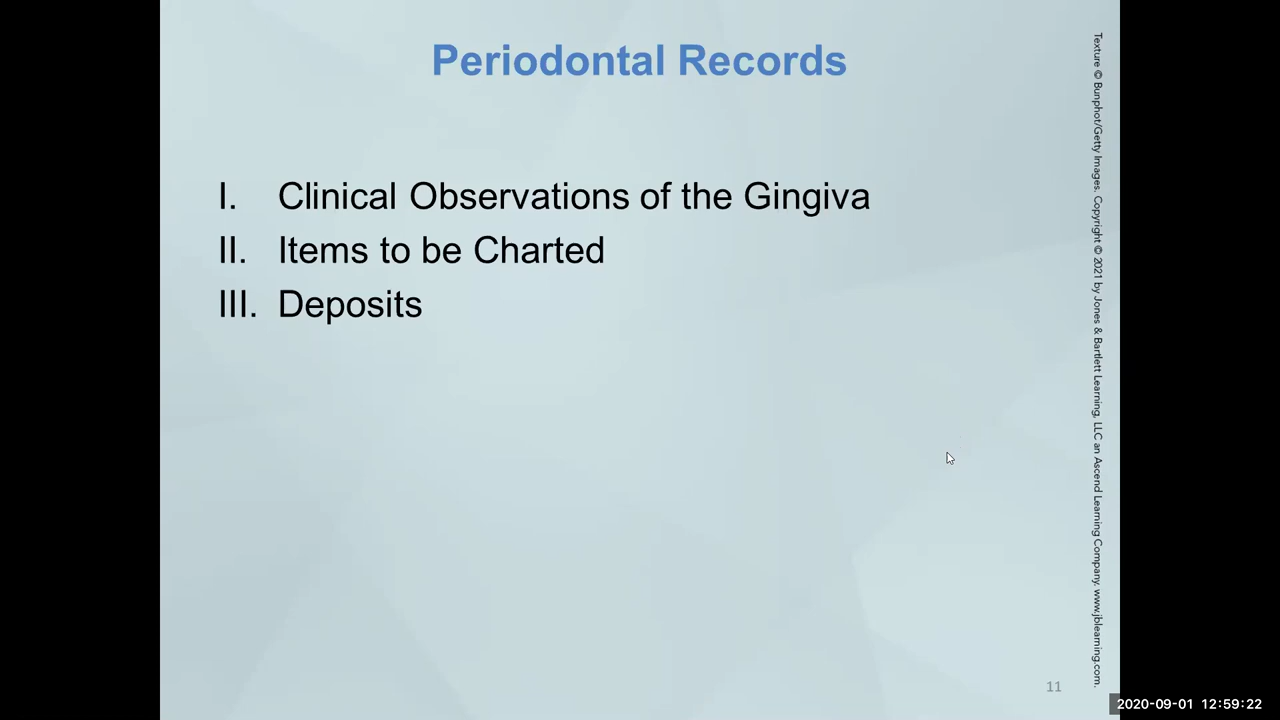 Periodontal Records
I. Clinical Observations of the Gingiva
II. Items to be Charted
III. Deposits
Texture © Bunphot/Getty Images. Copyright © 2021 by Jones & Bartlett Learning, LLC an Ascend Learning Company. www.jblearning.com.
11
2020-09-01 12:59:22